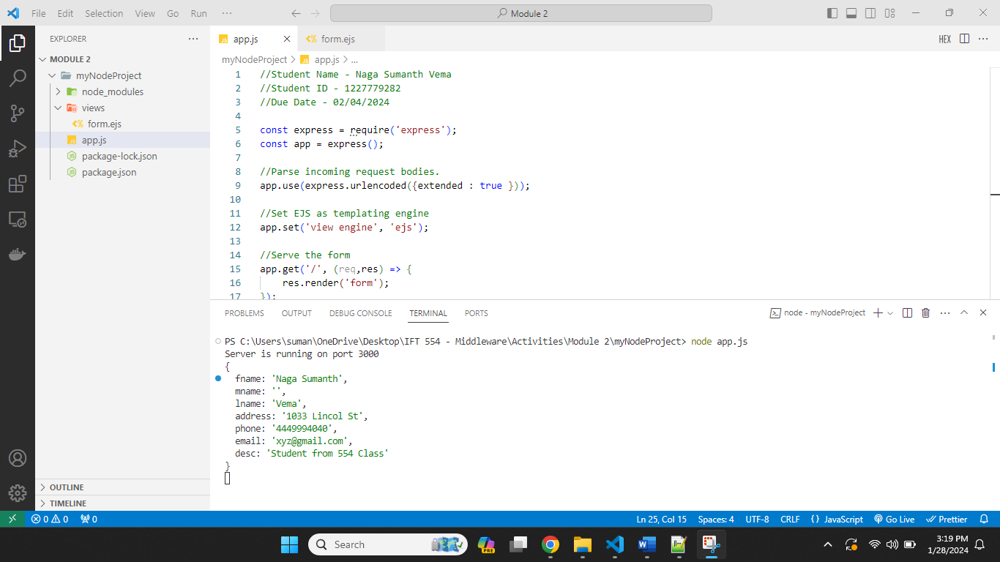 File Edit Selection View Go Run ··· Module 2
EXPLORER ···
MODULE 2
myNodeProject
node_modules
views
form.ejs
app.js
package-lock.json
package.json
OUTLINE
TIMELINE
app.js form.ejs HEX ···
myNodeProject > app.js > ...
1 //Student Name - Naga Sumanth Vema
2 //Student ID - 1227779282
3 //Due Date - 02/04/2024
4
5 const express = require('express');
6 const app = express();
7
8 //Parse incoming request bodies.
9 app.use(express.urlencoded({extended : true }));
10
11 //Set EJS as templating engine
12 app.set('view engine', 'ejs');
13
14 //Serve the form
15 app.get('/', (req,res) => {
16 res.render('form');
17 });
PROBLEMS OUTPUT DEBUG CONSOLE TERMINAL PORTS node - myNodeProject
PS C:\Users\suman\OneDrive\Desktop\IFT 554 - Middleware\Activities\Module 2\myNodeProject> node app.js
Server is running on port 3000
{
fname: 'Naga Sumanth',
mname: '',
lname: 'Vema',
address: '1033 Lincol St',
phone: '4449994040',
email: 'xyz@gmail.com',
desc: 'Student from 554 Class'
}
0 0 0 Ln 25, Col 15 Spaces: 4 UTF-8 CRLF {} JavaScript Go Live Prettier
Search PRE 3:19 PM
1/28/2024